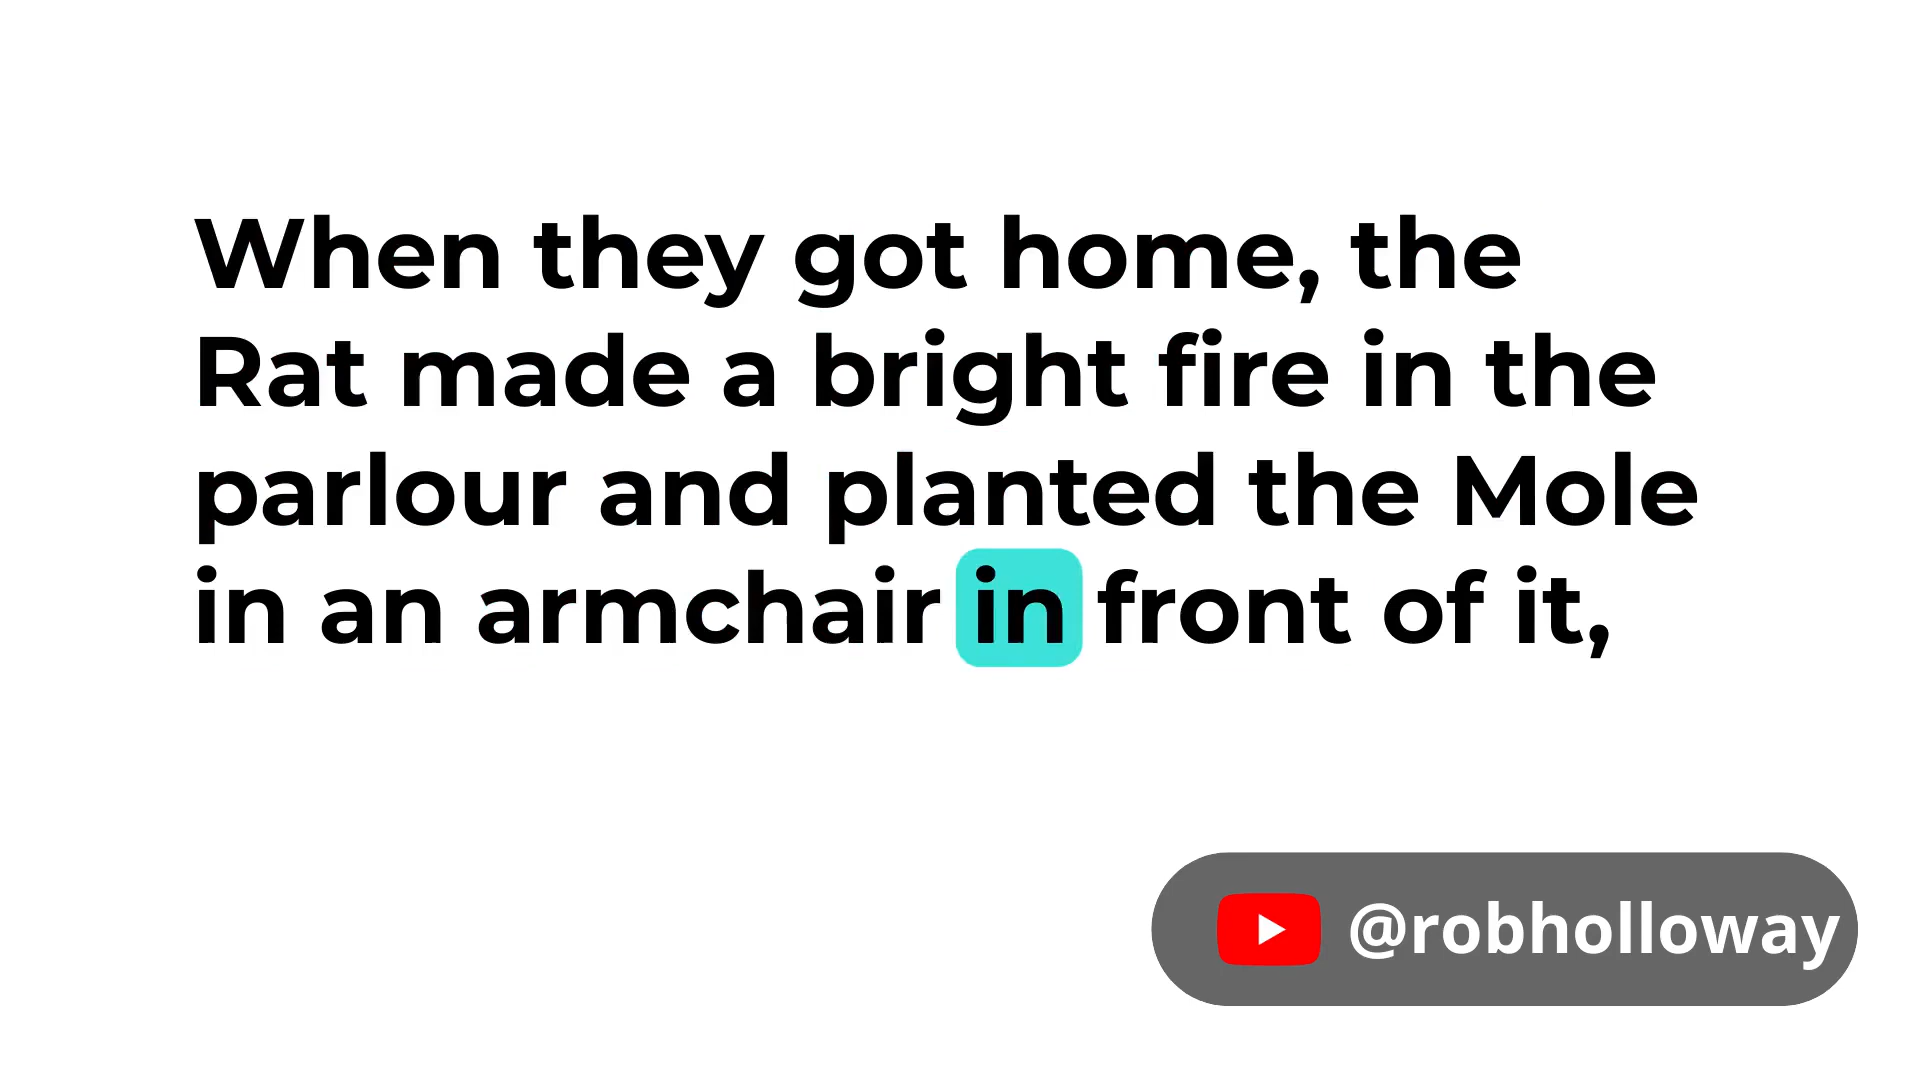 When they got home, the
Rat made a bright fire in the
parlour and planted the Mole
in an armchair in front of it,
@robholloway